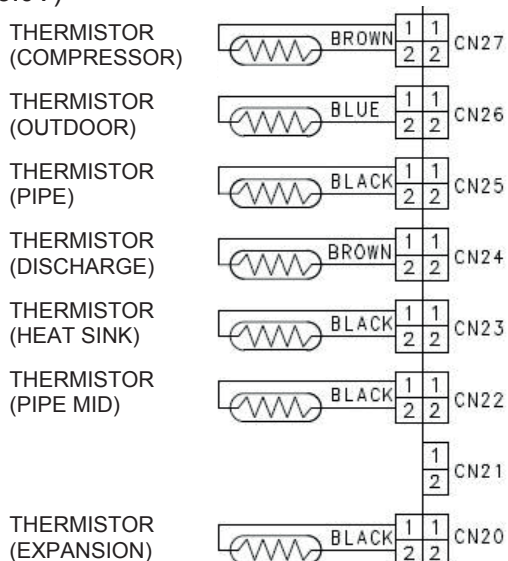 THERMISTOR
(COMPRESSOR)
BROWN 1 1 CN27
2 2
THERMISTOR
(OUTDOOR)
BLUE 1 1 CN26
2 2
THERMISTOR
(PIPE)
BLACK 1 1 CN25
2 2
THERMISTOR
(DISCHARGE)
BROWN 1 1 CN24
2 2
THERMISTOR
(HEAT SINK)
BLACK 1 1 CN23
2 2
THERMISTOR
(PIPE MID)
BLACK 1 1 CN22
2 2
1 CN21
2
THERMISTOR
(EXPANSION)
BLACK 1 1 CN20
2 2